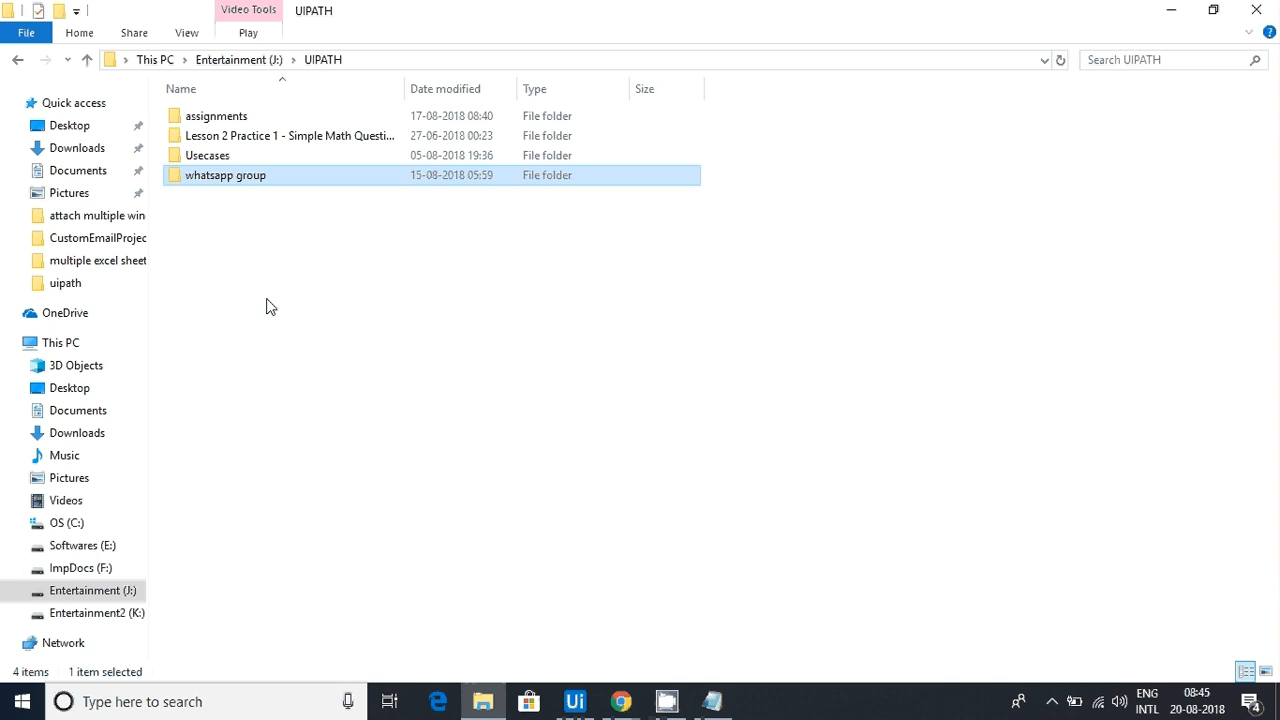 Video Tools UIPATH
File Home Share View Play
This PC Entertainment (J:) UIPATH Search UIPATH
Name Date modified Type Size
Quick access
Desktop
Downloads
Documents
Pictures
attach multiple win
CustomEmailProjec
multiple excel sheet
uipath
OneDrive
This PC
3D Objects
Desktop
Documents
Downloads
Music
Pictures
Videos
OS (C:)
Softwares (E:)
ImpDocs (F:)
Entertainment (J:)
Entertainment2 (K:)
Network
assignments 17-08-2018 08:40 File folder
Lesson 2 Practice 1 - Simple Math Questi... 27-06-2018 00:23 File folder
Usecases 05-08-2018 19:36 File folder
whatsapp group 15-08-2018 05:59 File folder
4 items 1 item selected
Type here to search
Ui
ENG
INTL
08:45
20-08-2018
4